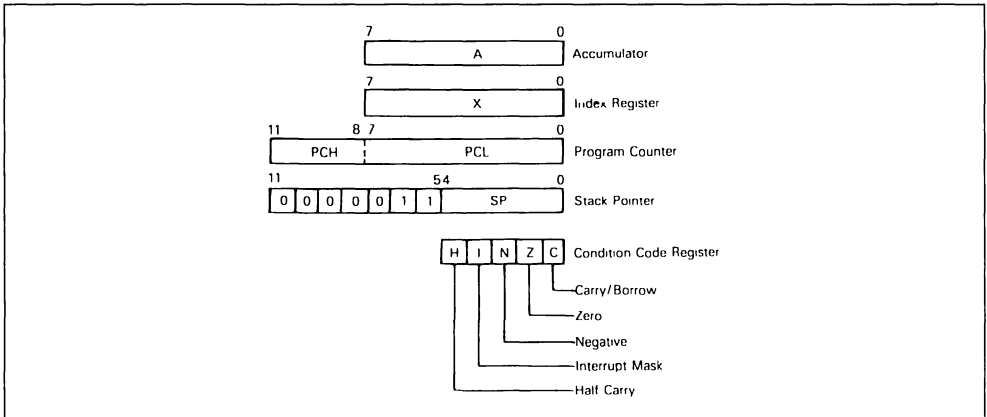 7 0
A Accumulator
7 0
X Index Register
11 8 7 0
PCH PCL Program Counter
11 5 4 0
0 0 0 0 0 1 1 SP Stack Pointer
H I N Z C Condition Code Register
Carry/Borrow
Zero
Negative
Interrupt Mask
Half Carry